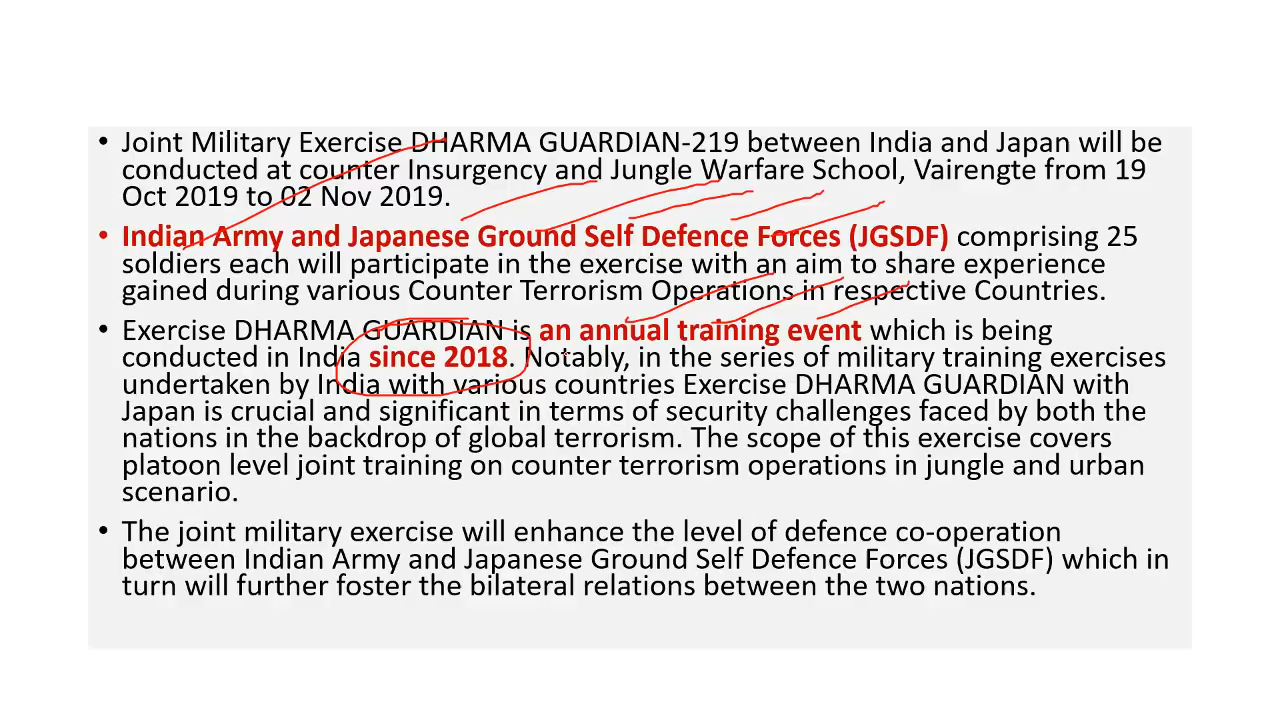 • Joint Military Exercise DHARMA GUARDIAN-219 between India and Japan will be
conducted at counter Insurgency and Jungle Warfare School, Vairengte from 19
Oct 2019 to 02 Nov 2019.
• Indian Army and Japanese Ground Self Defence Forces (JGSDF) comprising 25
soldiers each will participate in the exercise with an aim to share experience
gained during various Counter Terrorism Operations in respective Countries.
• Exercise DHARMA GUARDIAN is an annual training event which is being
conducted in India since 2018. Notably, in the series of military training exercises
undertaken by India with various countries Exercise DHARMA GUARDIAN with
Japan is crucial and significant in terms of security challenges faced by both the
nations in the backdrop of global terrorism. The scope of this exercise covers
platoon level joint training on counter terrorism operations in jungle and urban
scenario.
• The joint military exercise will enhance the level of defence co-operation
between Indian Army and Japanese Ground Self Defence Forces (JGSDF) which in
turn will further foster the bilateral relations between the two nations.